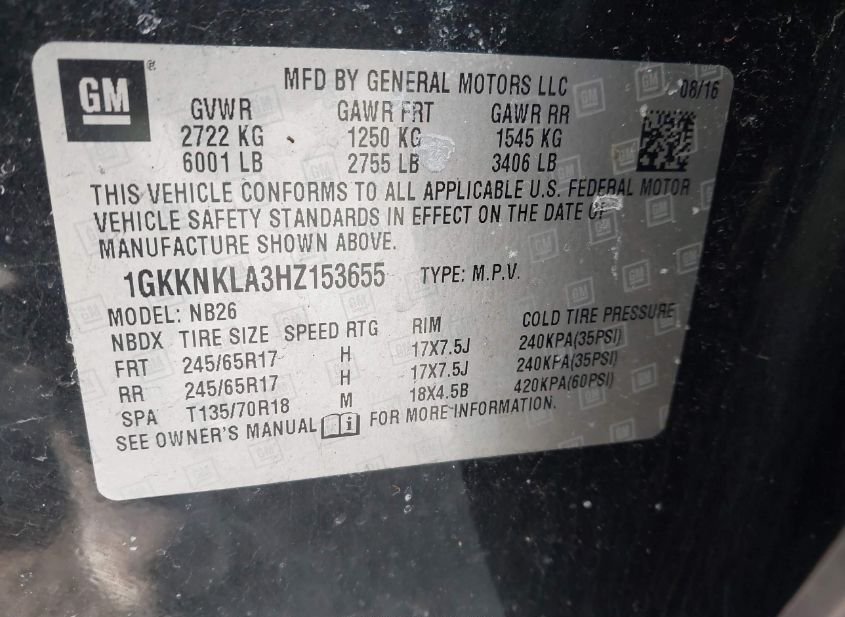 GM
MFD BY GENERAL MOTORS LLC 08/16
GVWR GAWR FRT GAWR RR
2722 KG 1250 KG 1545 KG
6001 LB 2755 LB 3406 LB
THIS VEHICLE CONFORMS TO ALL APPLICABLE U.S. FEDERAL MOTOR
VEHICLE SAFETY STANDARDS IN EFFECT ON THE DATE OF
MANUFACTURE SHOWN ABOVE.
1GKKNKLA3HZ153655 TYPE: M.P.V.
MODEL: NB26
NBDX TIRE SIZE SPEED RTG RIM COLD TIRE PRESSURE
FRT 245/65R17 H 17X7.5J 240KPA(35PSI)
RR 245/65R17 H 17X7.5J 240KPA(35PSI)
SPA T135/70R18 M 18X4.5B 420KPA(60PSI)
SEE OWNER'S MANUAL FOR MORE INFORMATION.